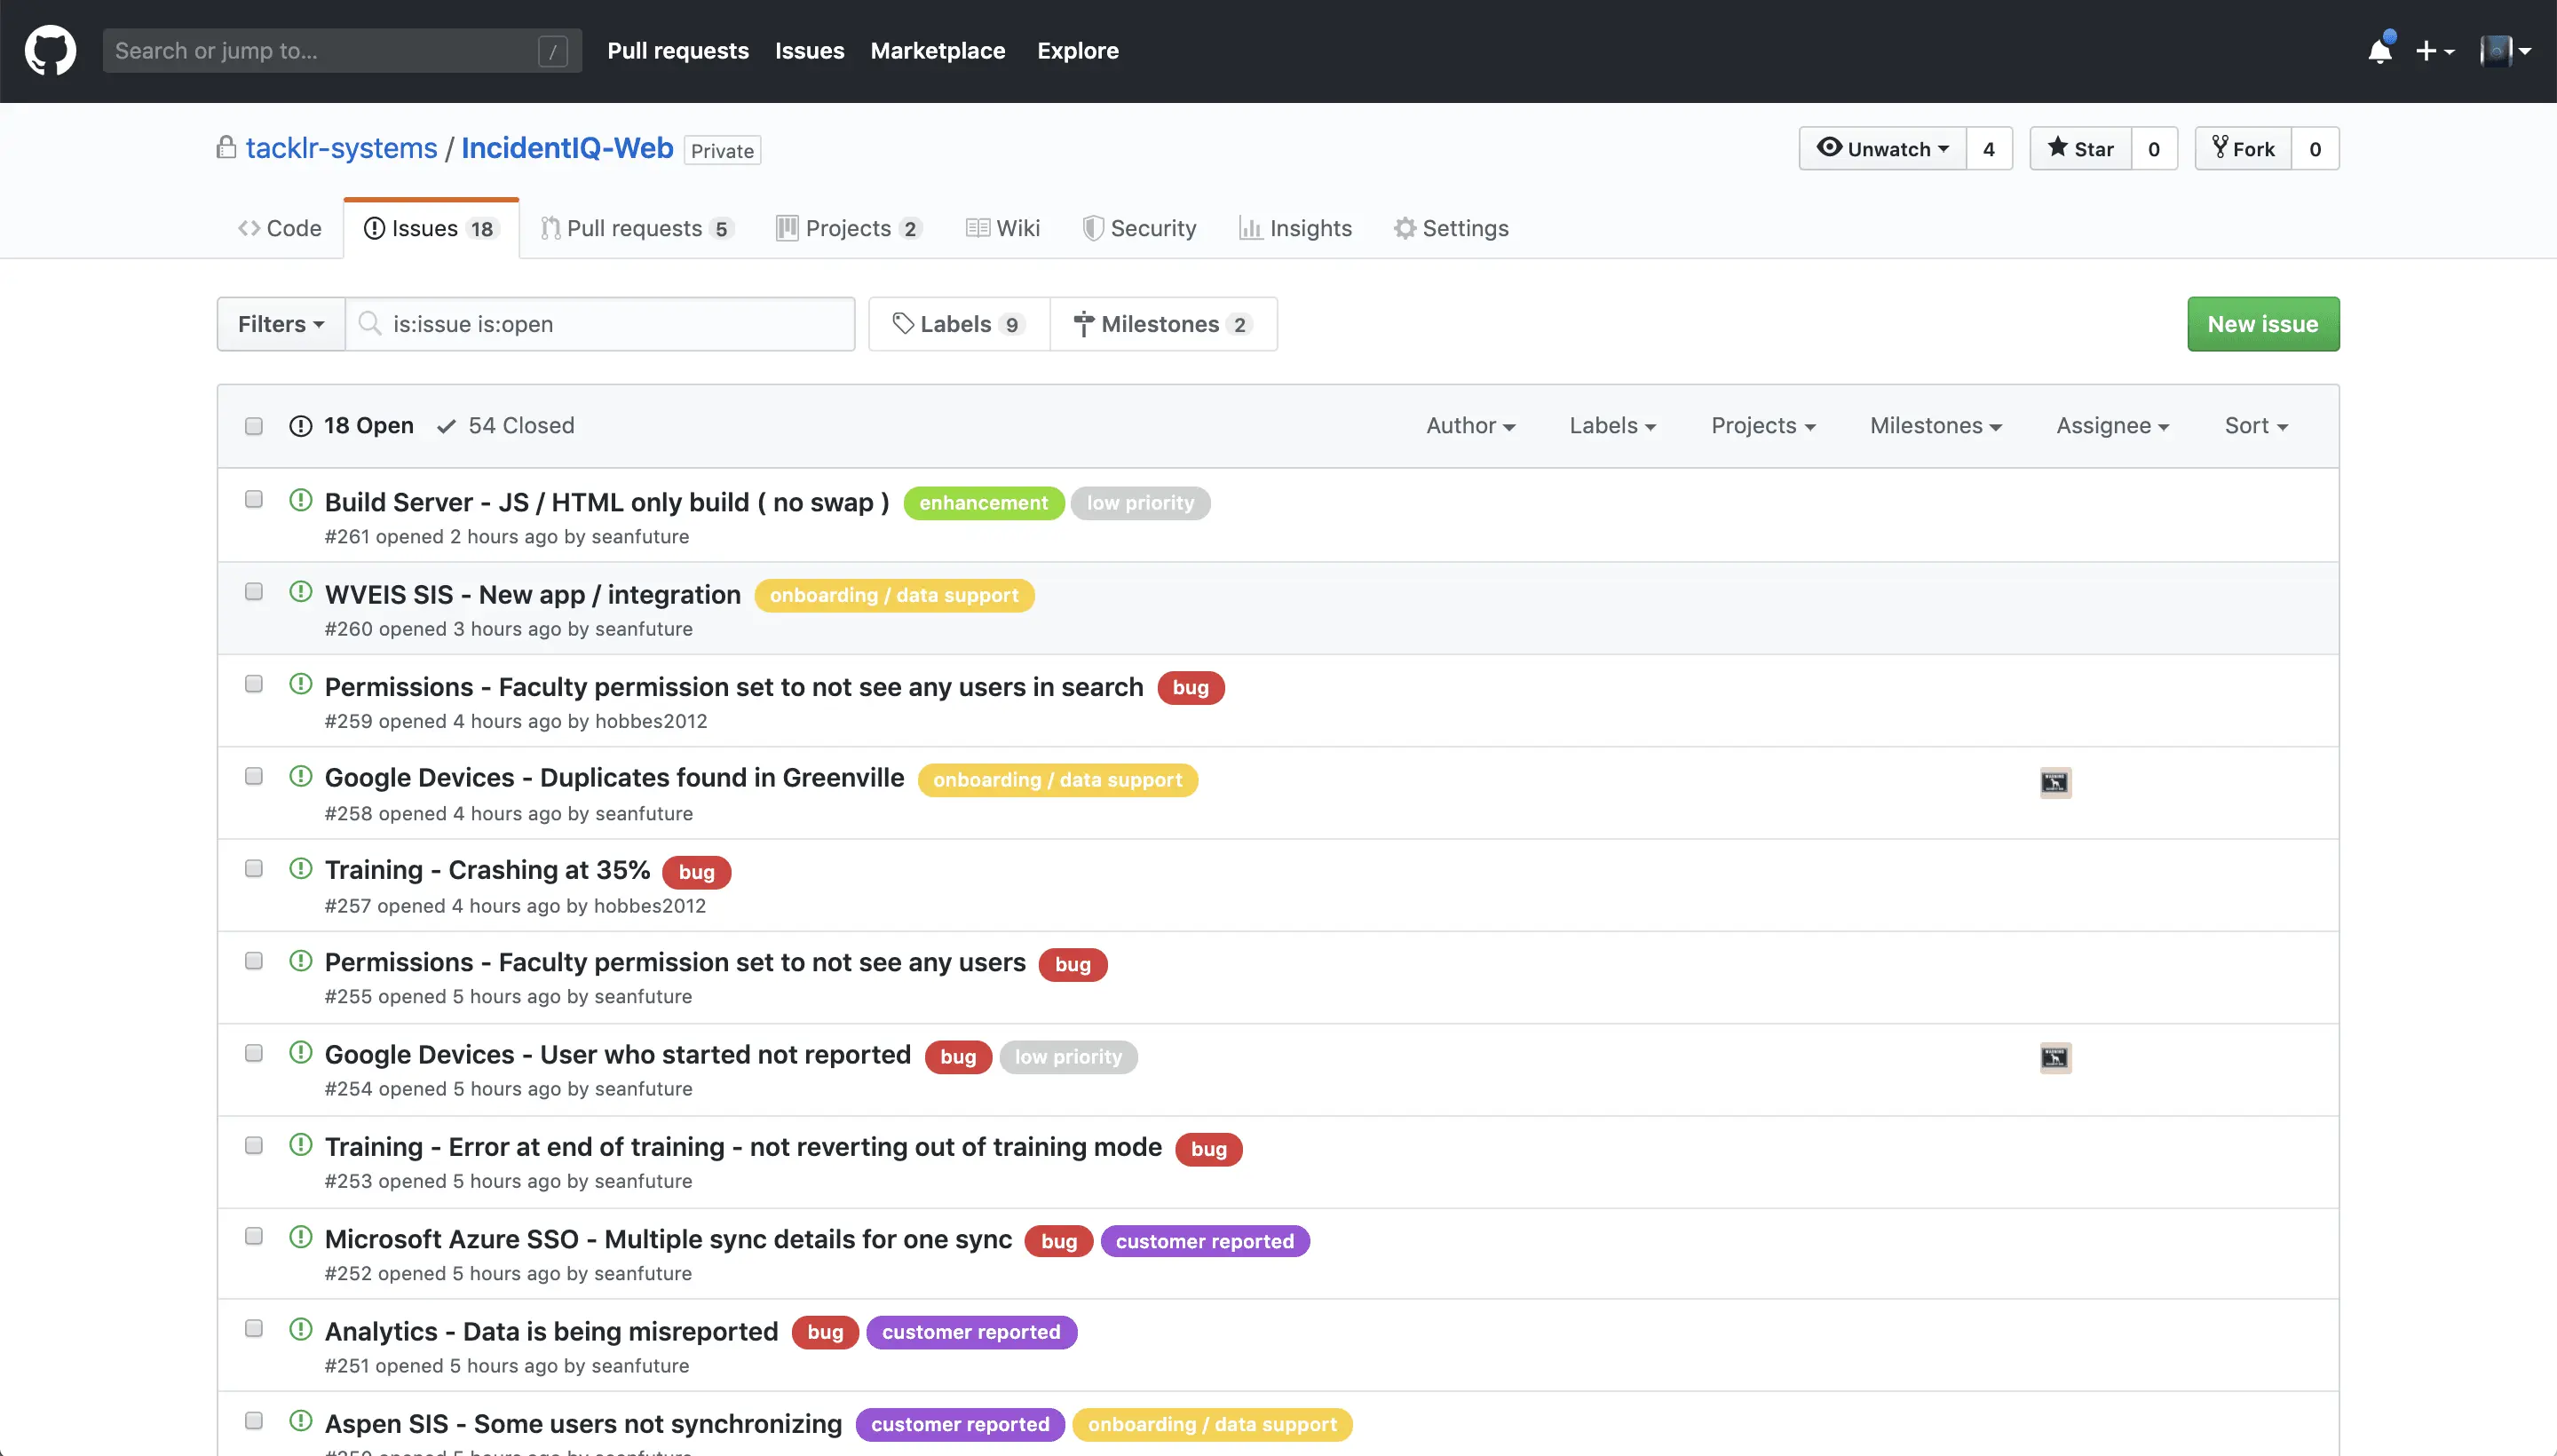 Search or jump to... / Pull requests Issues Marketplace Explore
tacklr-systems / IncidentIQ-Web Private Unwatch 4 Star 0 Fork 0
Code Issues 18 Pull requests 5 Projects 2 Wiki Security Insights Settings
Filters is:issue is:open Labels 9 Milestones 2 New issue
18 Open 54 Closed Author Labels Projects Milestones Assignee Sort
Build Server - JS / HTML only build ( no swap ) enhancement low priority
#261 opened 2 hours ago by seanfuture
WVEIS SIS - New app / integration onboarding / data support
#260 opened 3 hours ago by seanfuture
Permissions - Faculty permission set to not see any users in search bug
#259 opened 4 hours ago by hobbes2012
Google Devices - Duplicates found in Greenville onboarding / data support
#258 opened 4 hours ago by seanfuture
Training - Crashing at 35% bug
#257 opened 4 hours ago by hobbes2012
Permissions - Faculty permission set to not see any users bug
#255 opened 5 hours ago by seanfuture
Google Devices - User who started not reported bug low priority
#254 opened 5 hours ago by seanfuture
Training - Error at end of training - not reverting out of training mode bug
#253 opened 5 hours ago by seanfuture
Microsoft Azure SSO - Multiple sync details for one sync bug customer reported
#252 opened 5 hours ago by seanfuture
Analytics - Data is being misreported bug customer reported
#251 opened 5 hours ago by seanfuture
Aspen SIS - Some users not synchronizing customer reported onboarding / data support